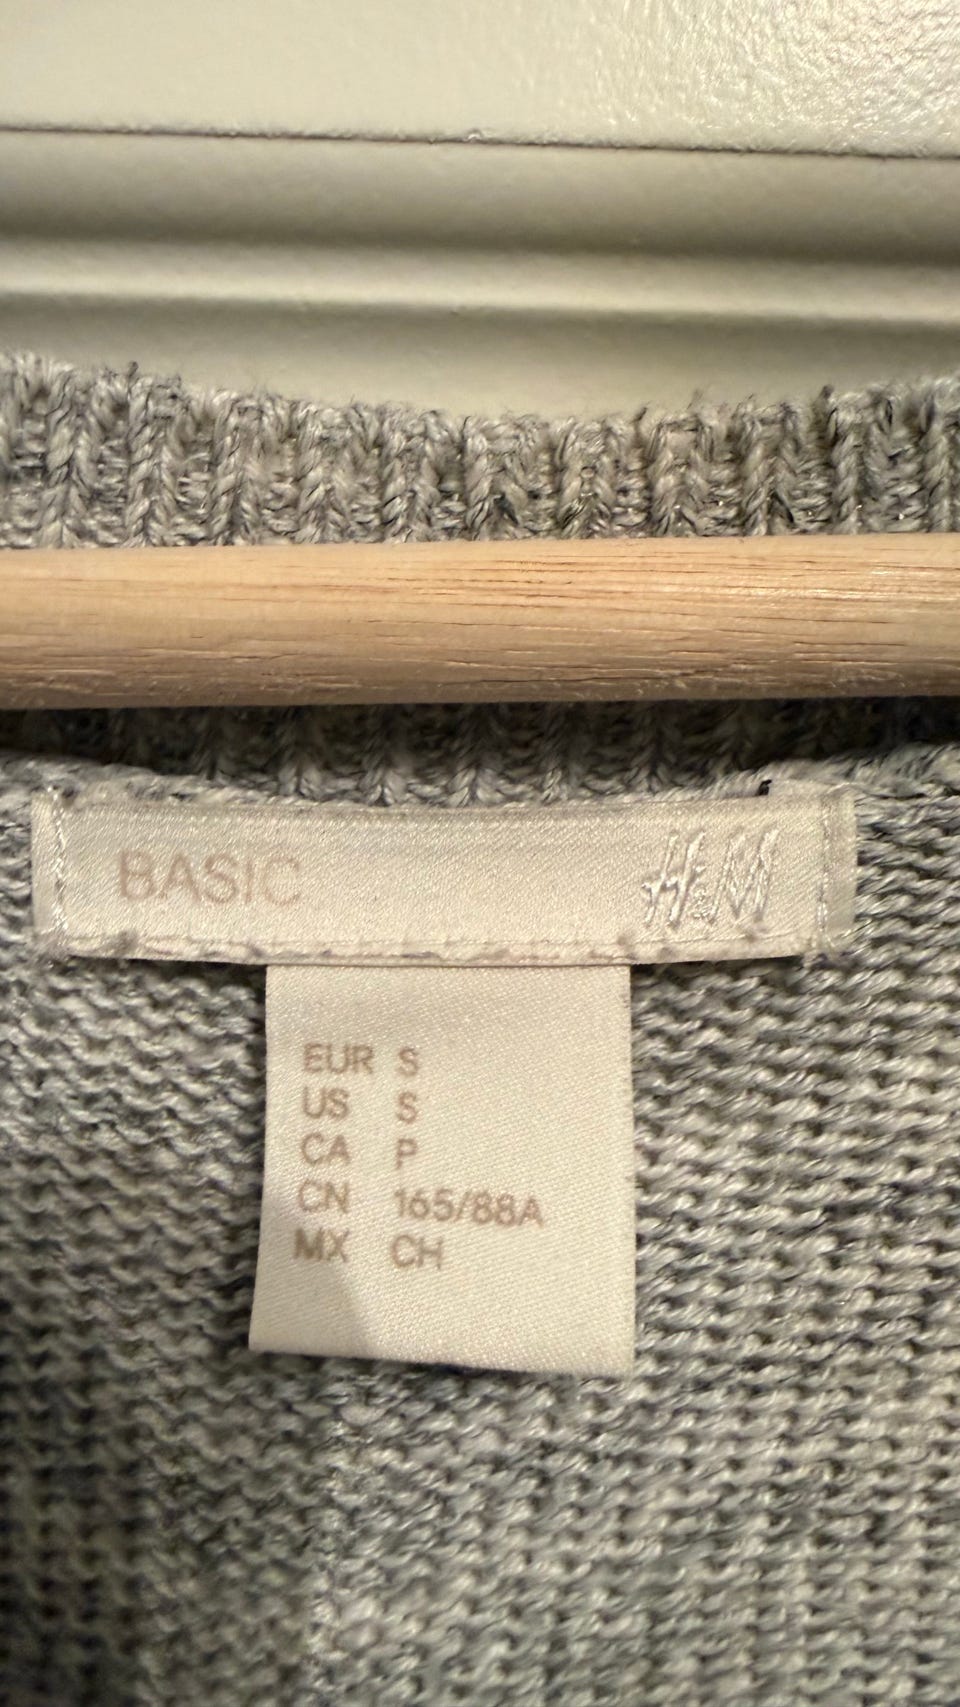 BASIC H&M
EUR S
US S
CA P
CN 165/88A
MX CH